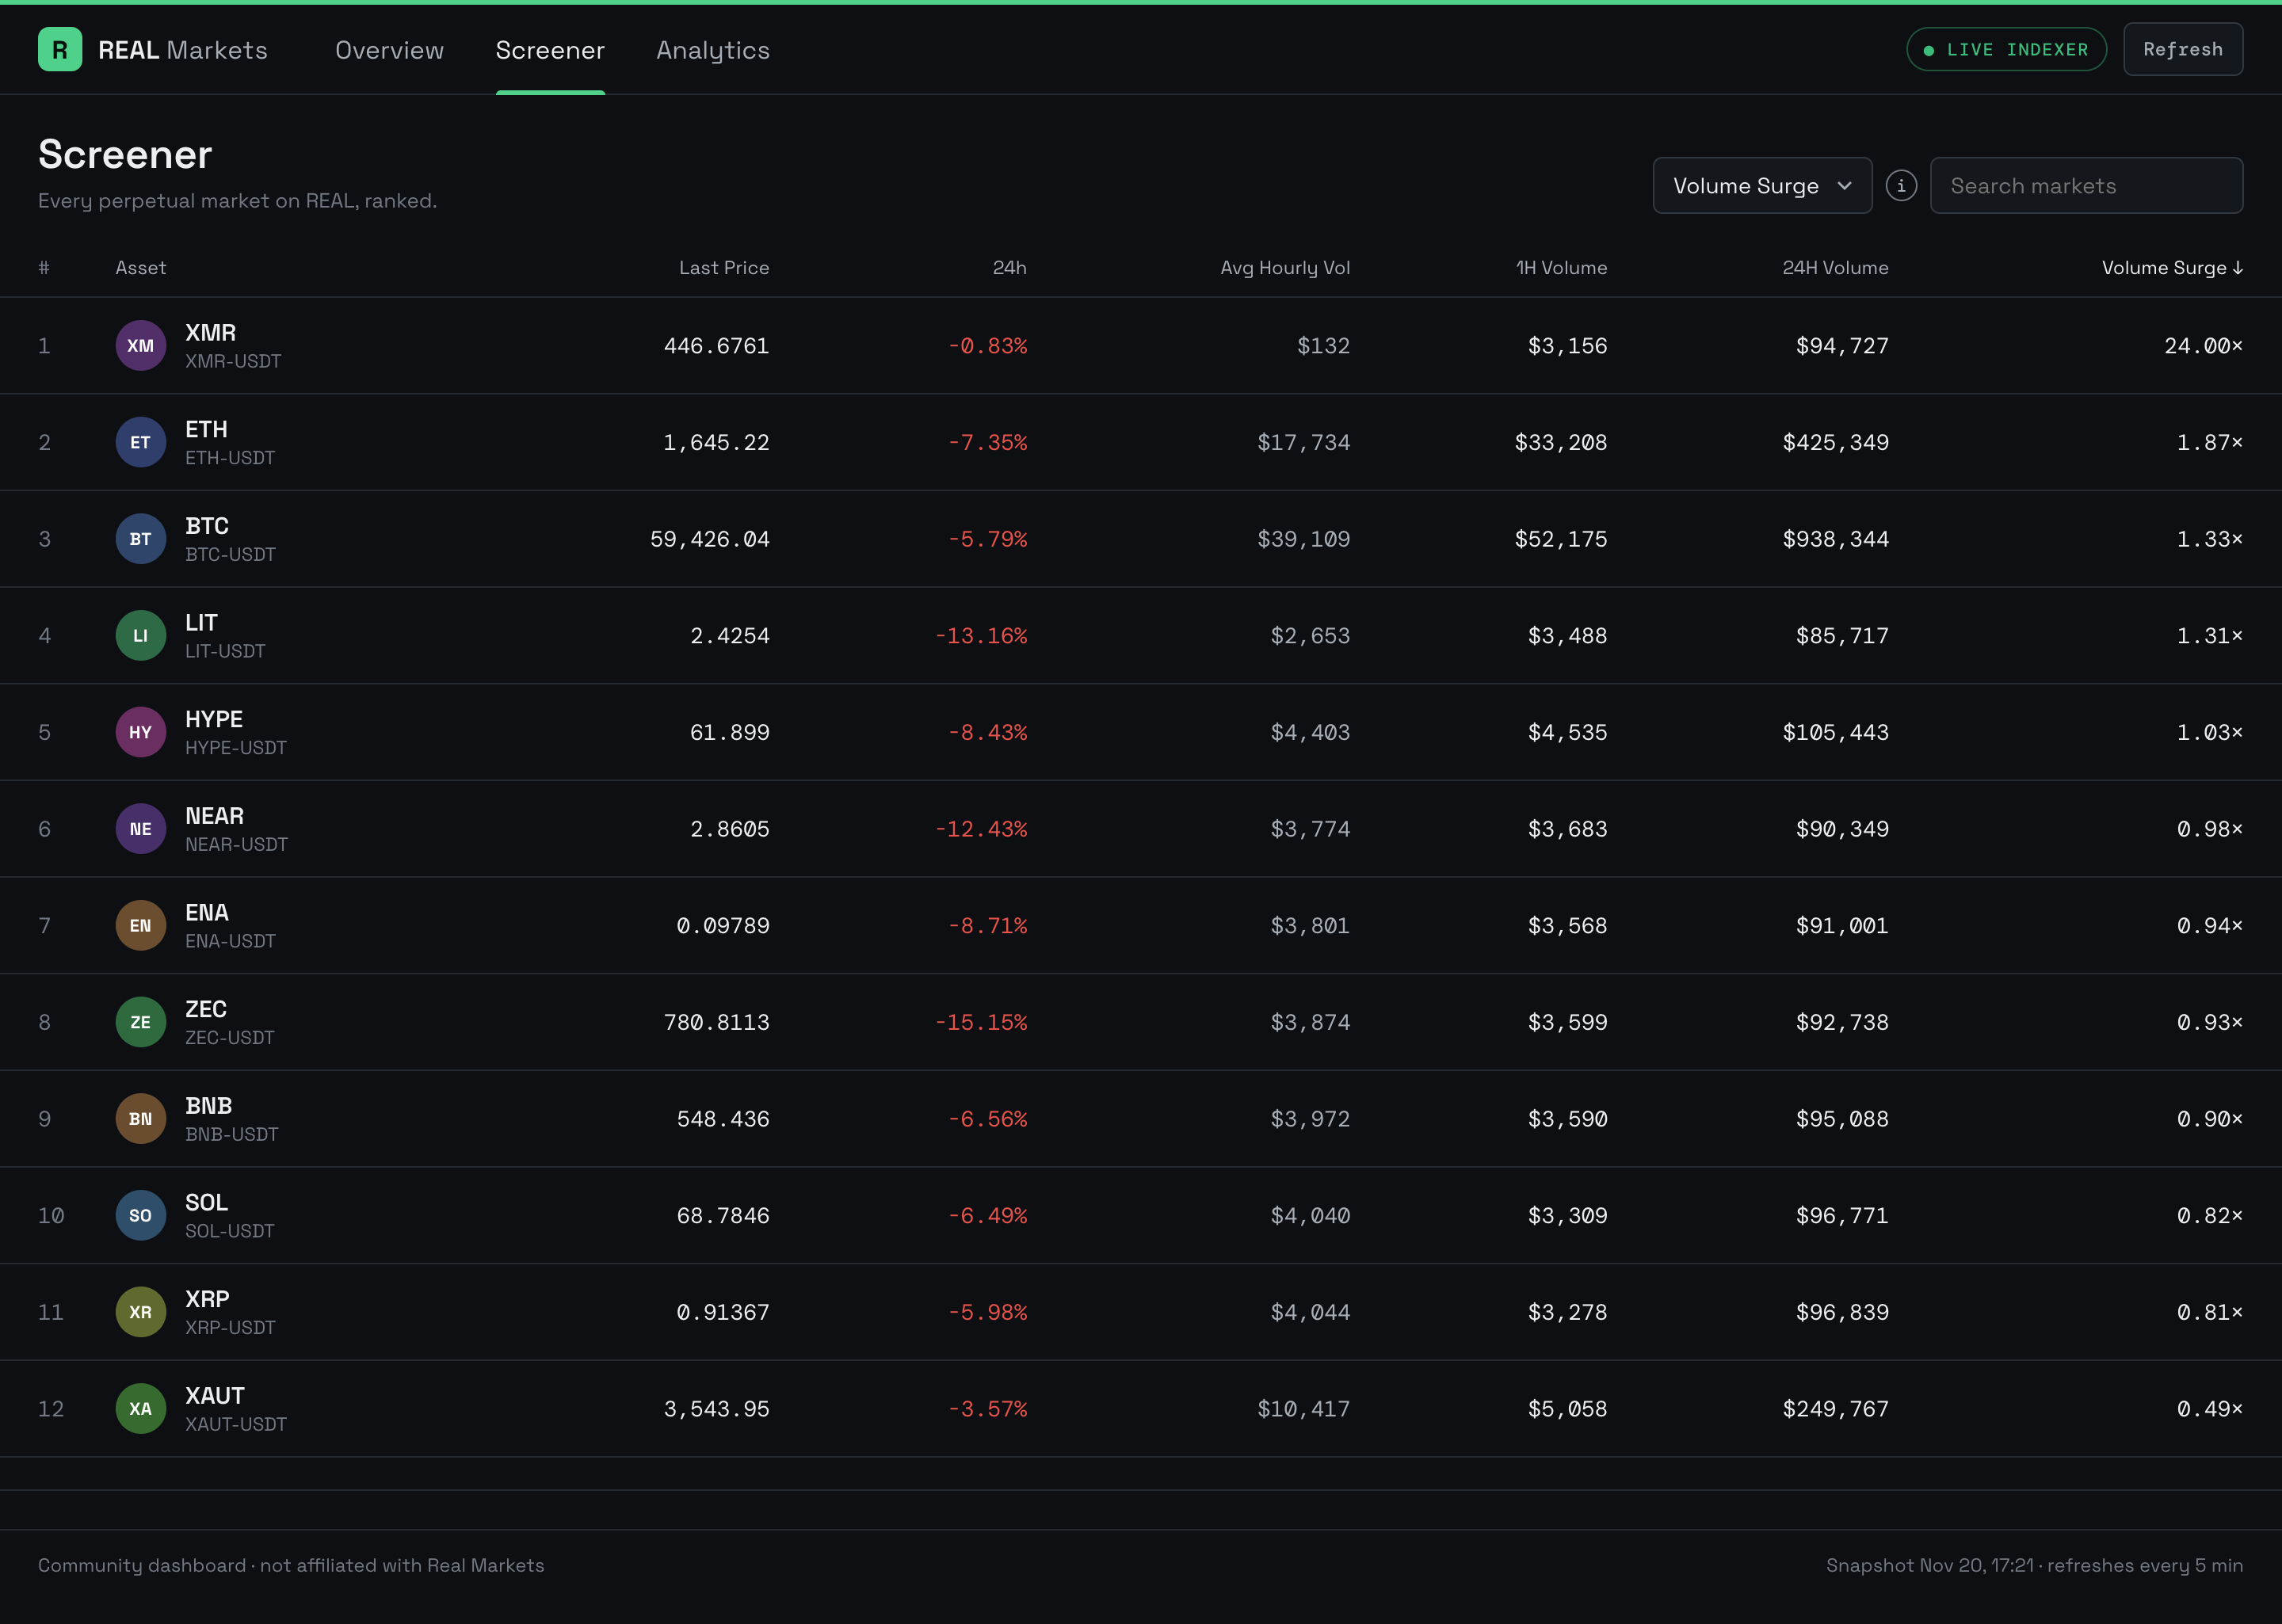 R REAL Markets Overview Screener Analytics ● LIVE INDEXER Refresh
Screener
Every perpetual market on REAL, ranked.
Volume Surge i Search markets
# Asset Last Price 24h Avg Hourly Vol 1H Volume 24H Volume Volume Surge ↓
1 XM XMR 446.6761 -0.83% $132 $3,156 $94,727 24.00×
XMR-USDT
2 ET ETH 1,645.22 -7.35% $17,734 $33,208 $425,349 1.87×
ETH-USDT
3 BT BTC 59,426.04 -5.79% $39,109 $52,175 $938,344 1.33×
BTC-USDT
4 LI LIT 2.4254 -13.16% $2,653 $3,488 $85,717 1.31×
LIT-USDT
5 HY HYPE 61.899 -8.43% $4,403 $4,535 $105,443 1.03×
HYPE-USDT
6 NE NEAR 2.8605 -12.43% $3,774 $3,683 $90,349 0.98×
NEAR-USDT
7 EN ENA 0.09789 -8.71% $3,801 $3,568 $91,001 0.94×
ENA-USDT
8 ZE ZEC 780.8113 -15.15% $3,874 $3,599 $92,738 0.93×
ZEC-USDT
9 BN BNB 548.436 -6.56% $3,972 $3,590 $95,088 0.90×
BNB-USDT
10 SO SOL 68.7846 -6.49% $4,040 $3,309 $96,771 0.82×
SOL-USDT
11 XR XRP 0.91367 -5.98% $4,044 $3,278 $96,839 0.81×
XRP-USDT
12 XA XAUT 3,543.95 -3.57% $10,417 $5,058 $249,767 0.49×
XAUT-USDT
Community dashboard · not affiliated with Real Markets
Snapshot Nov 20, 17:21 · refreshes every 5 min